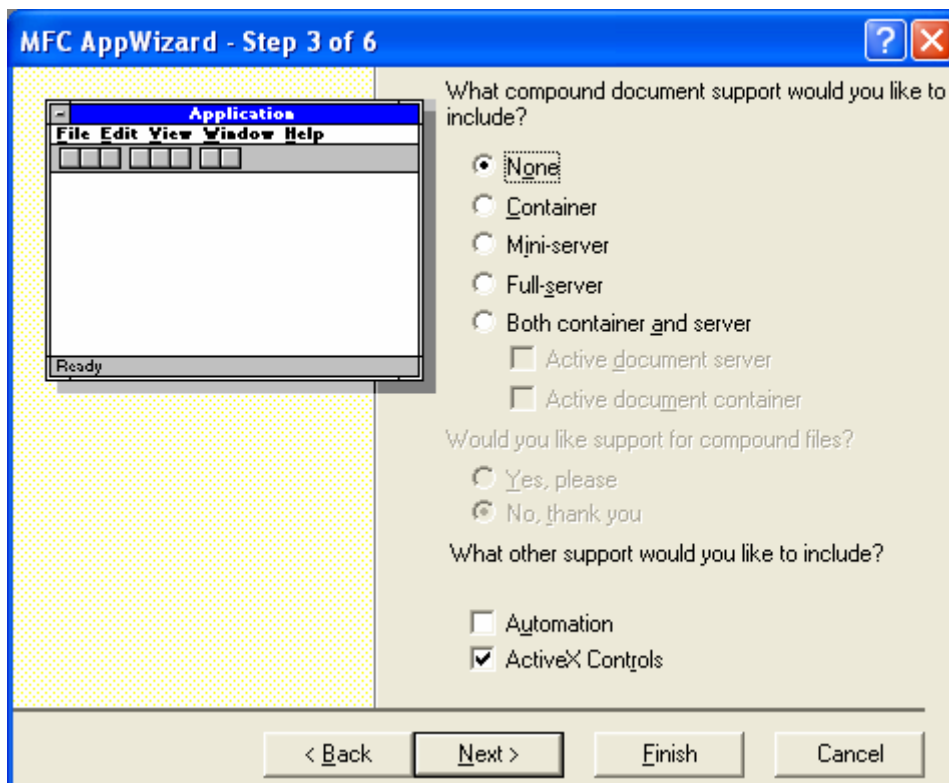 MFC AppWizard - Step 3 of 6
Application
File Edit View Window Help
Ready
What compound document support would you like to
include?
None
Container
Mini-server
Full-server
Both container and server
Active document server
Active document container
Would you like support for compound files?
Yes, please
No, thank you
What other support would you like to include?
Automation
ActiveX Controls
< Back
Next >
Finish
Cancel